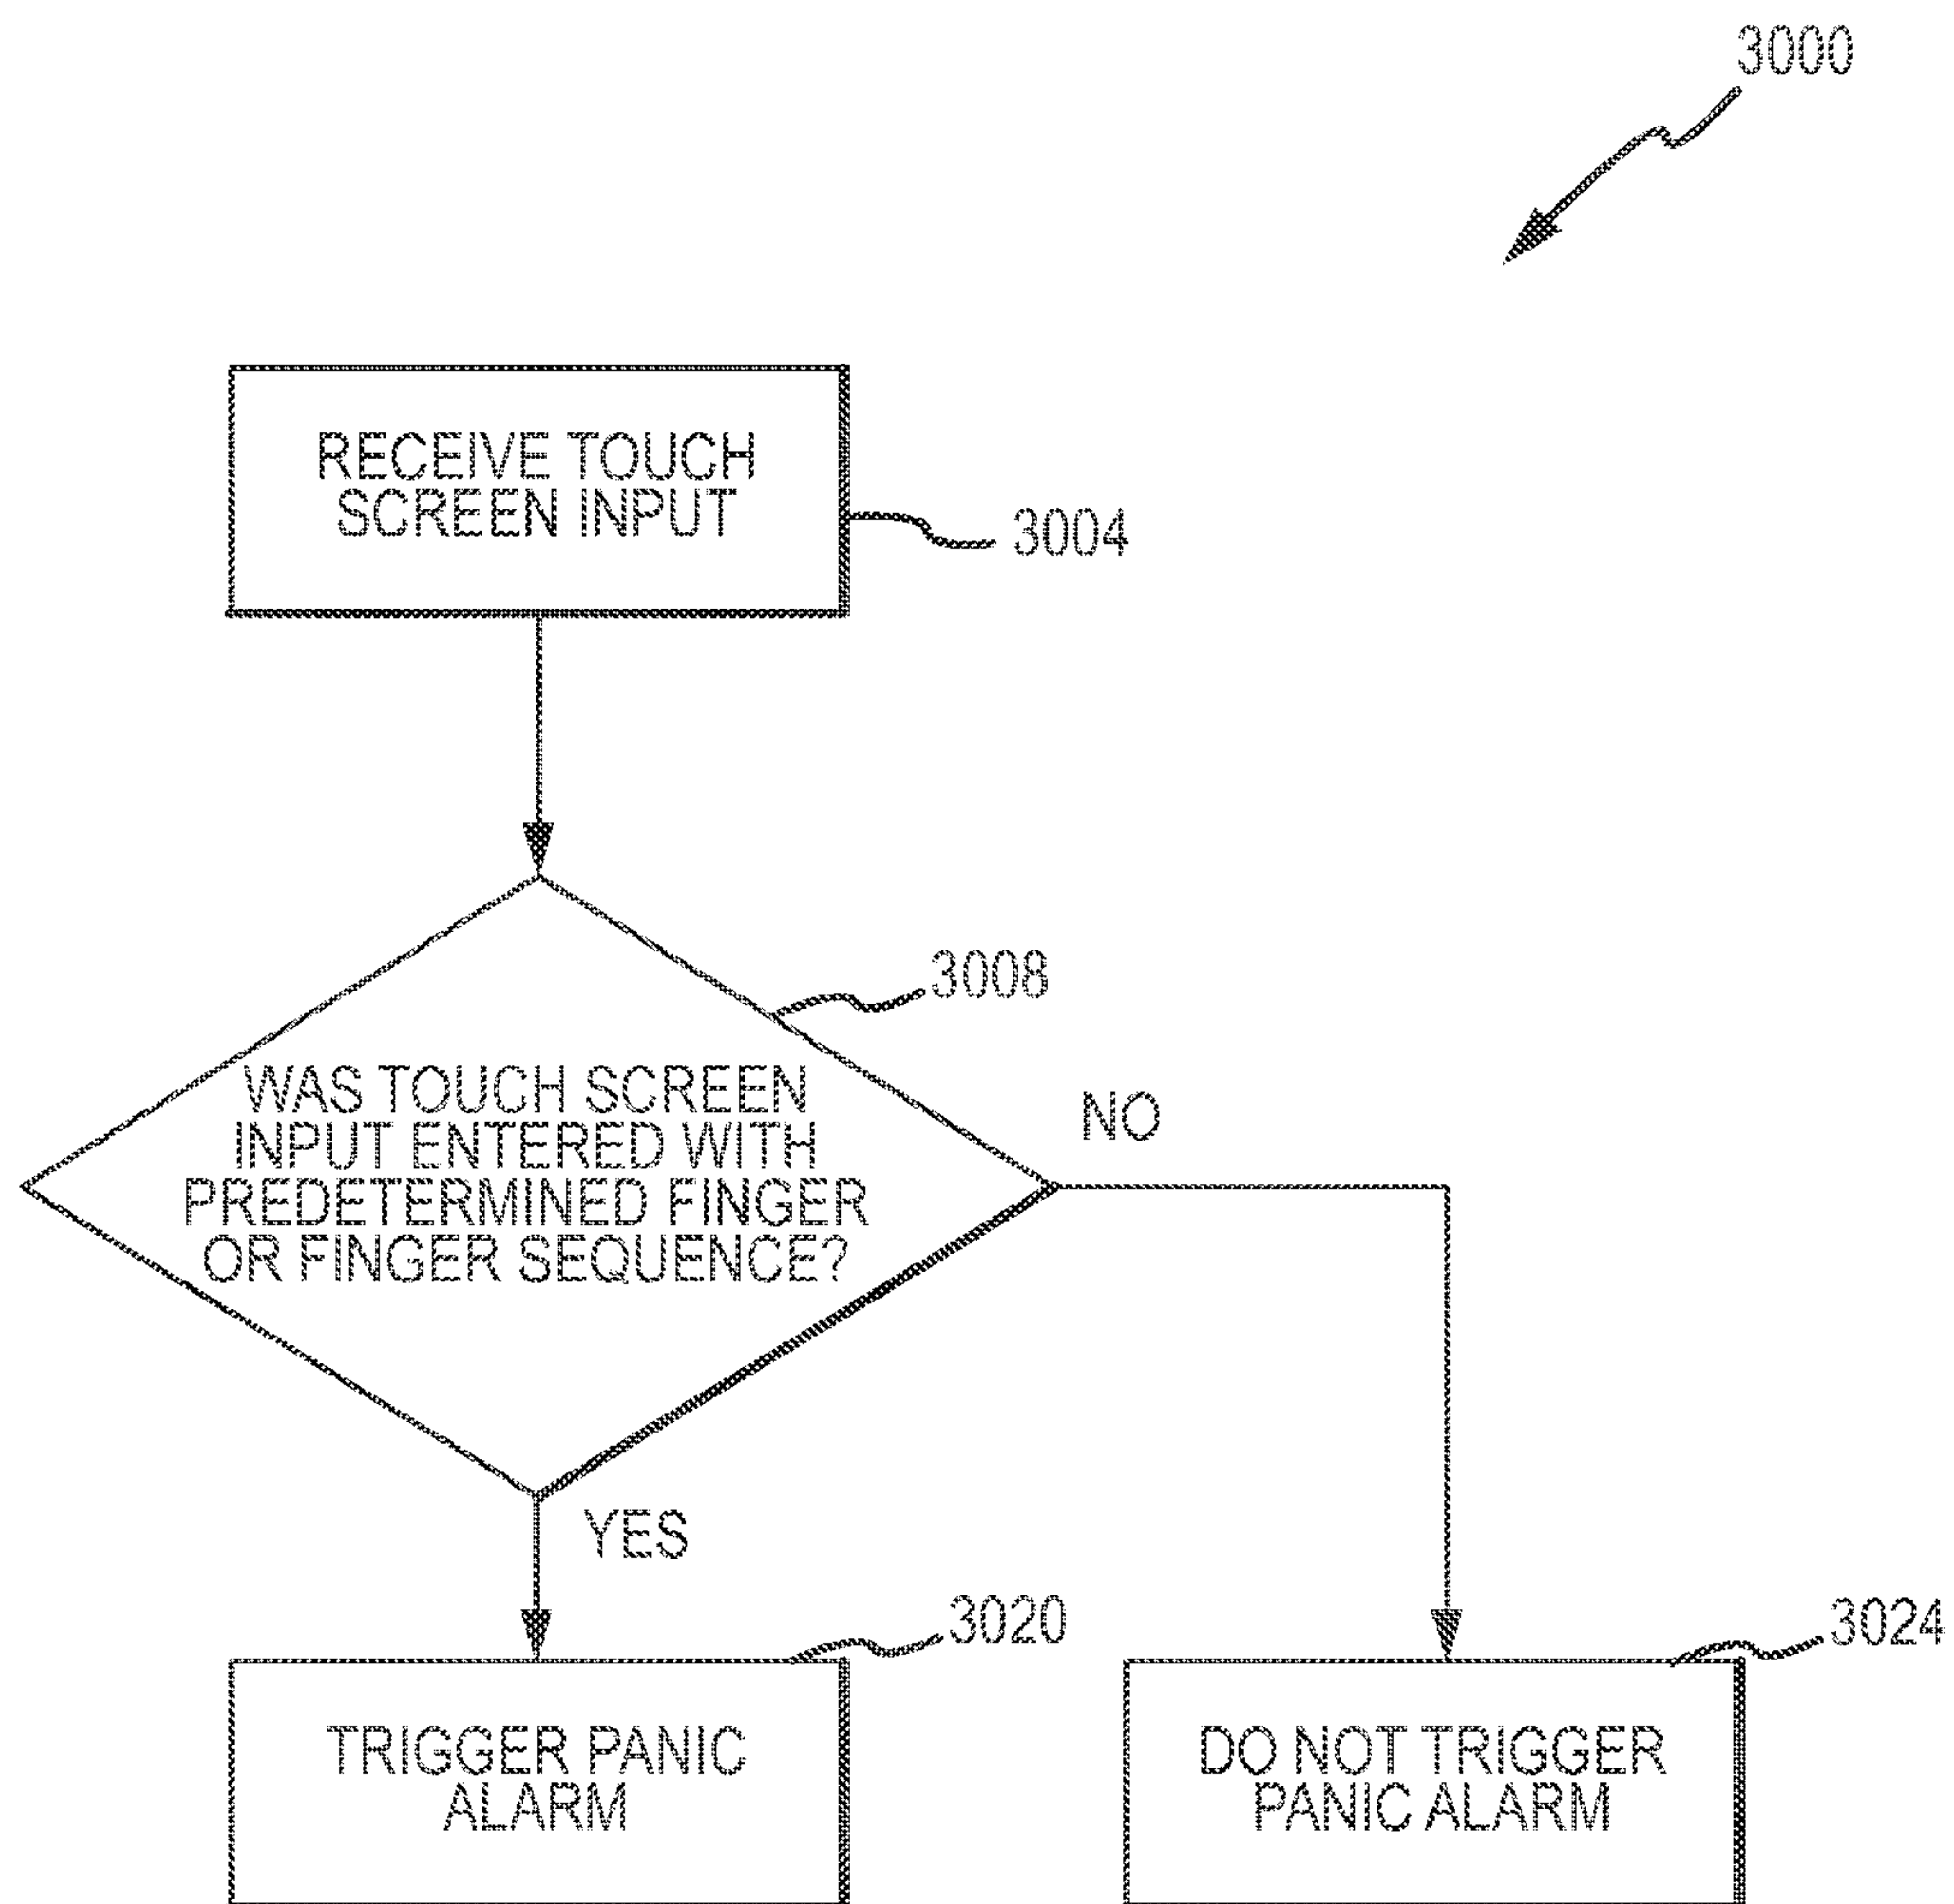 3000
RECEIVE TOUCH
SCREEN INPUT
3004
3008
WAS TOUCH SCREEN
INPUT ENTERED WITH
PREDETERMINED FINGER
OR FINGER SEQUENCE?
NO
YES
3020
TRIGGER PANIC
ALARM
3024
DO NOT TRIGGER
PANIC ALARM